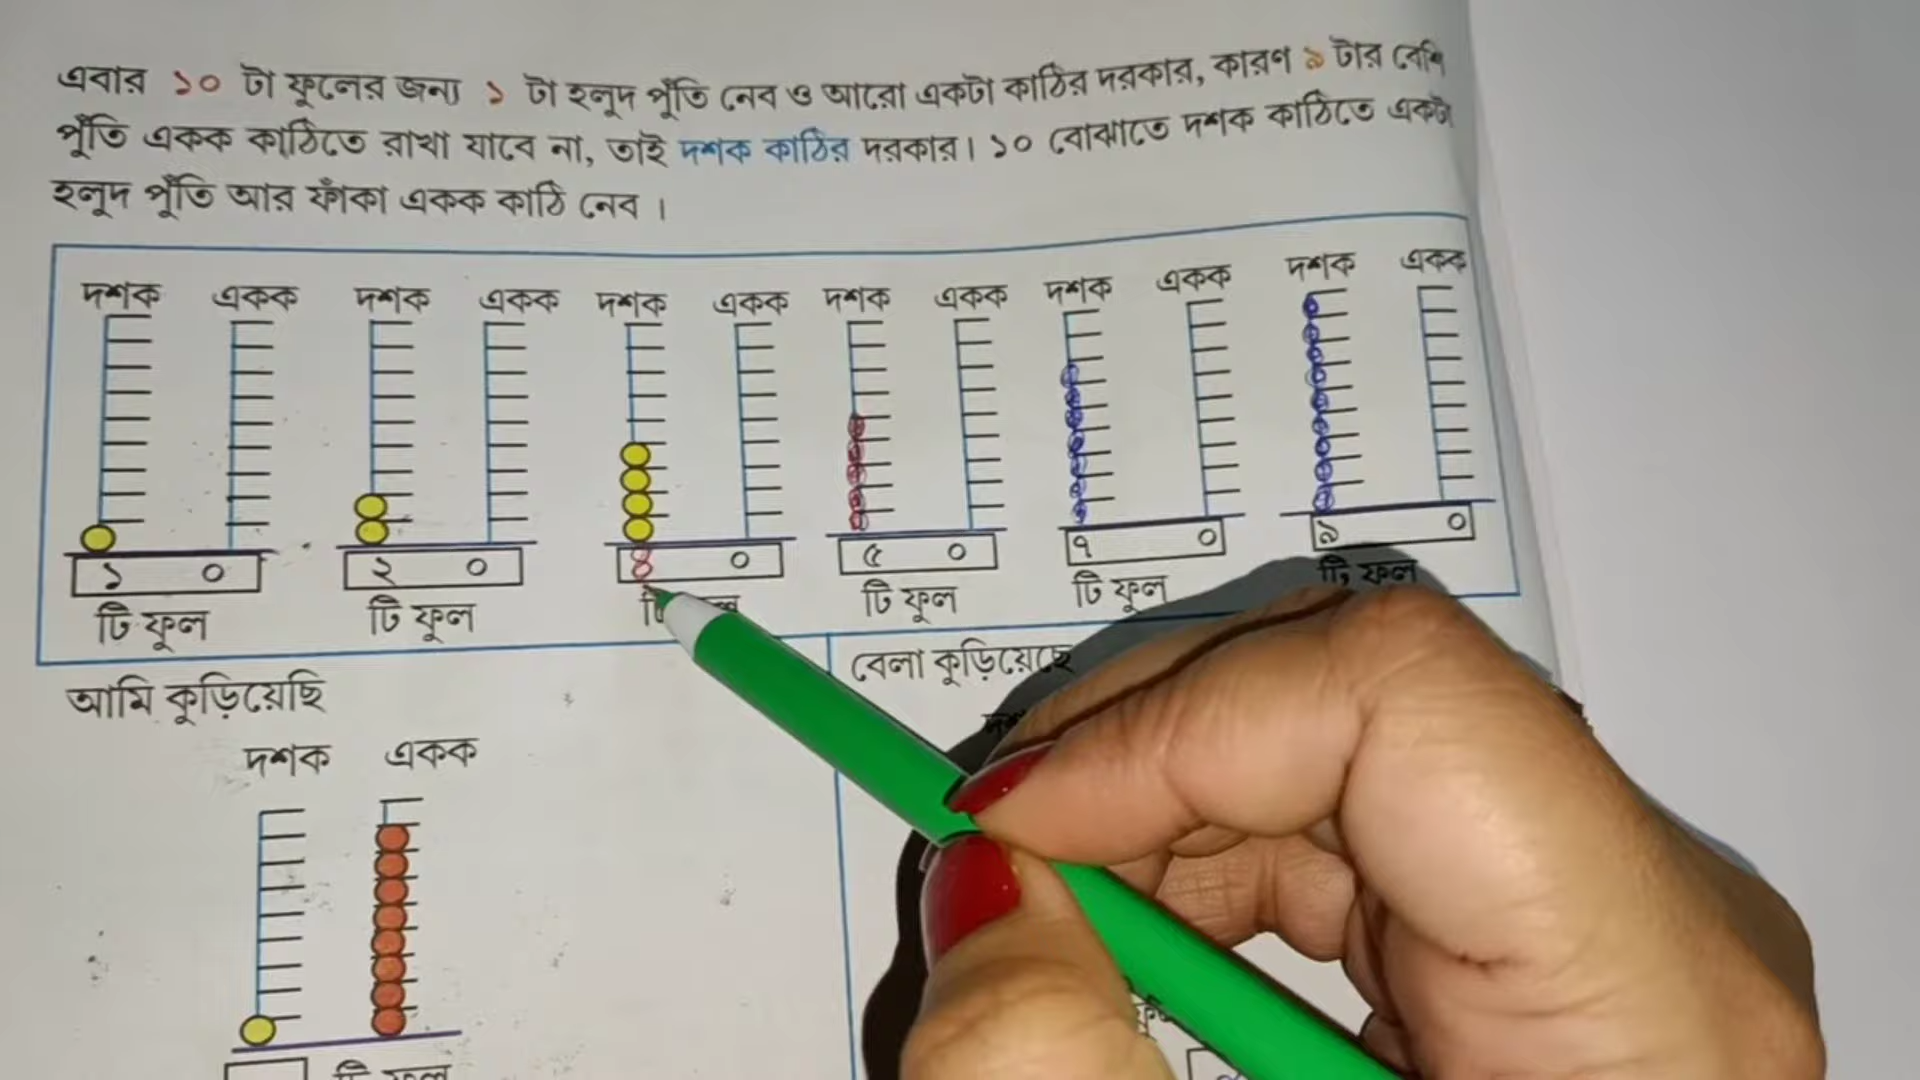 এবার ১০ টা ফুলের জন্য ১ টা হলুদ পুঁতি নেব ও আরো একটা কাঠির দরকার, কারণ ৯ টার বেশি
পুঁতি একক কাঠিতে রাখা যাবে না, তাই দশক কাঠির দরকার। ১০ বোঝাতে দশক কাঠিতে একটা
হলুদ পুঁতি আর ফাঁকা একক কাঠি নেব।
দশক একক দশক একক দশক একক দশক একক দশক একক দশক একক
১ ০ ২ ০ ৪ ০ ৫ ০ ৭ ০ ৯ ০
টি ফুল টি ফুল টি ফুল টি ফুল টি ফুল
আমি কুড়িয়েছি
দশক একক
টি ফুল
বেলা কুড়িয়েছে